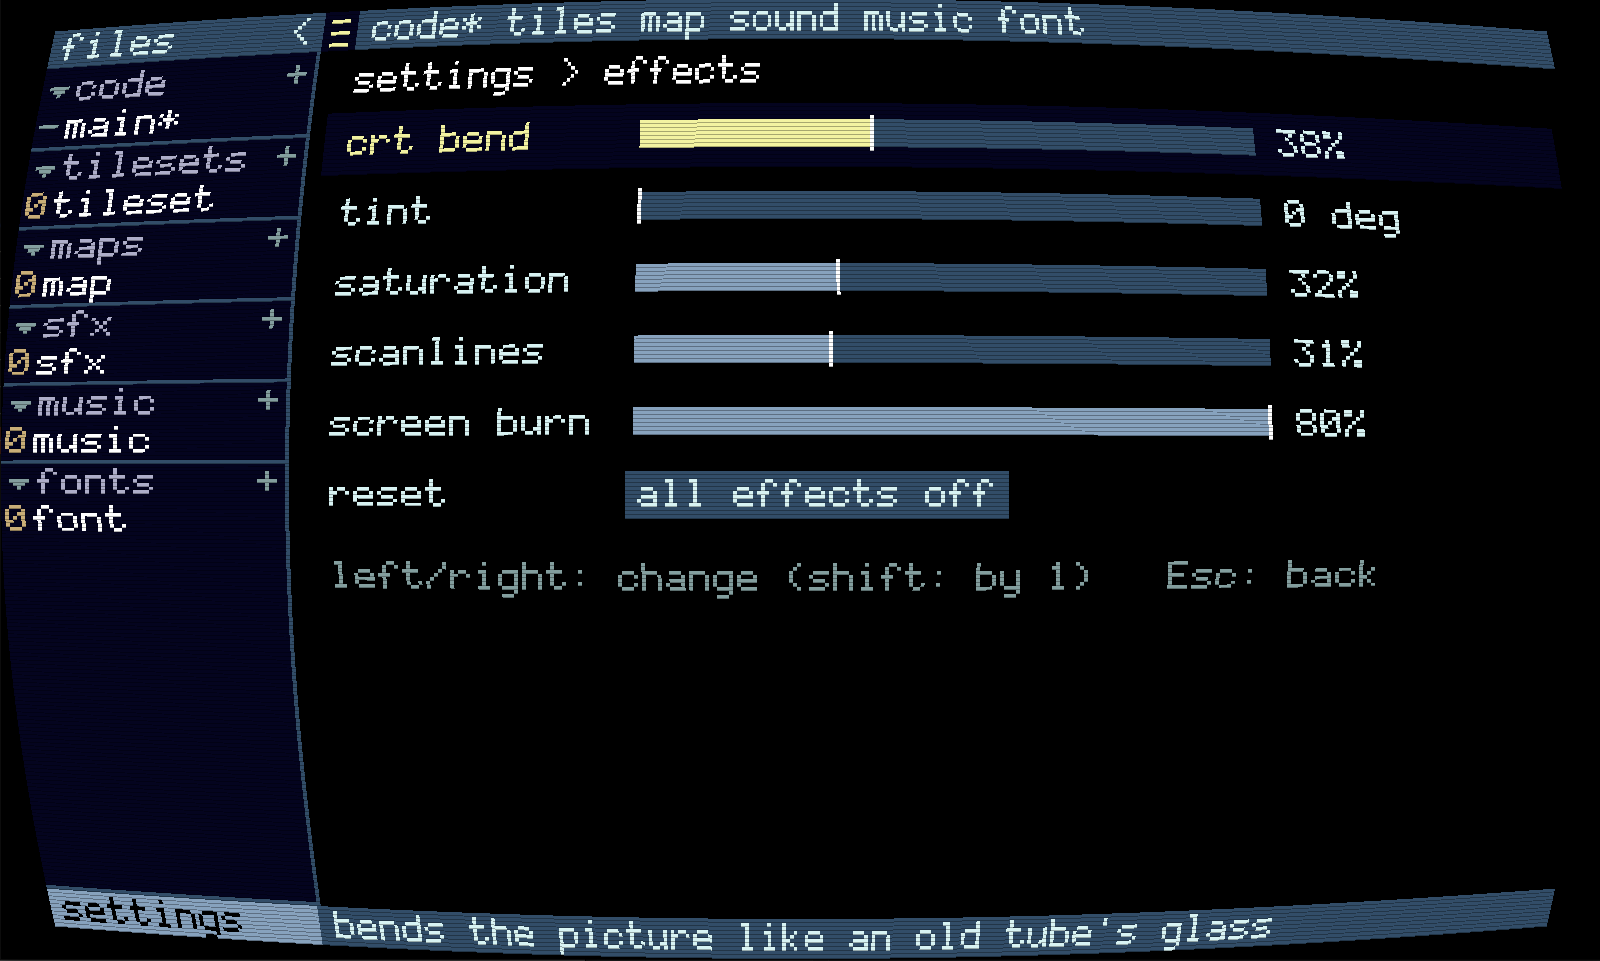 files <
code* tiles map sound music font
▾code +
–main*
▾tilesets +
0tileset
▾maps +
0map
▾sfx +
0sfx
▾music +
0music
▾fonts +
0font
settings
settings > effects
crt bend 38%
tint 0 deg
saturation 32%
scanlines 31%
screen burn 80%
reset all effects off
left/right: change (shift: by 1) Esc: back
bends the picture like an old tube's glass